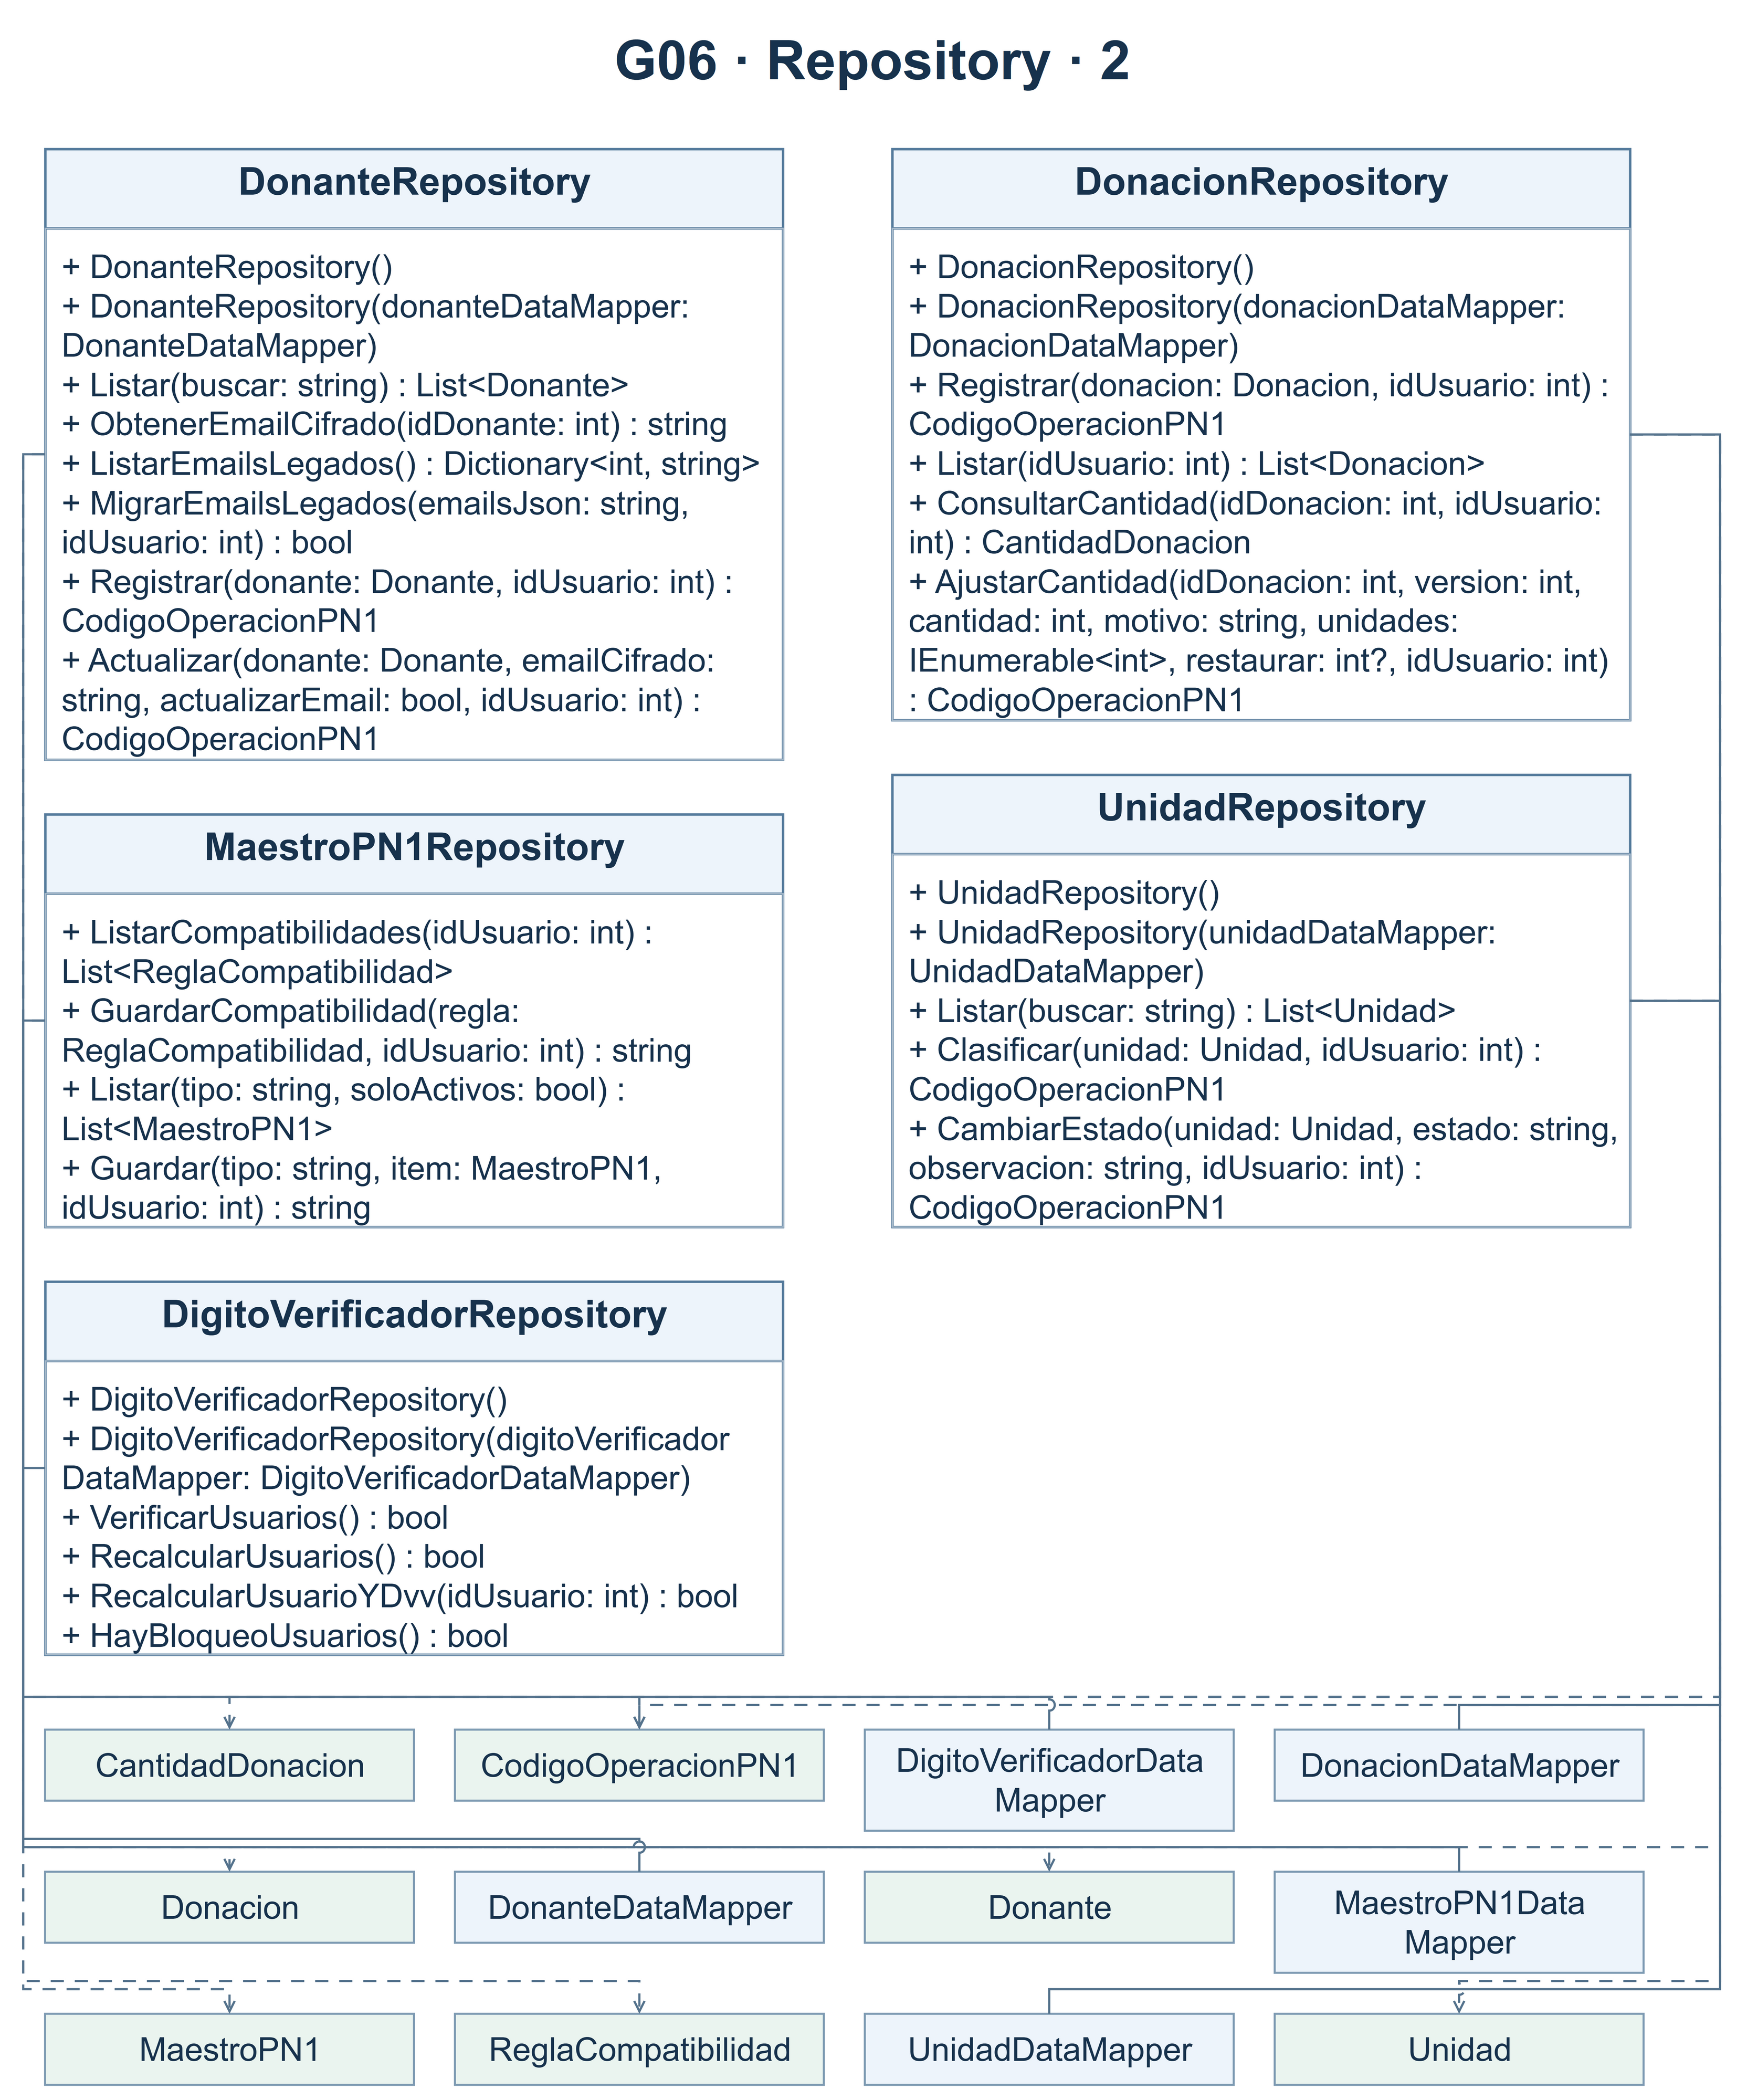 G06 · Repository · 2
DonanteRepository
+ DonanteRepository()
+ DonanteRepository(donanteDataMapper:
DonanteDataMapper)
+ Listar(buscar: string) : List<Donante>
+ ObtenerEmailCifrado(idDonante: int) : string
+ ListarEmailsLegados() : Dictionary<int, string>
+ MigrarEmailsLegados(emailsJson: string,
idUsuario: int) : bool
+ Registrar(donante: Donante, idUsuario: int) :
CodigoOperacionPN1
+ Actualizar(donante: Donante, emailCifrado:
string, actualizarEmail: bool, idUsuario: int) :
CodigoOperacionPN1
DonacionRepository
+ DonacionRepository()
+ DonacionRepository(donacionDataMapper:
DonacionDataMapper)
+ Registrar(donacion: Donacion, idUsuario: int) :
CodigoOperacionPN1
+ Listar(idUsuario: int) : List<Donacion>
+ ConsultarCantidad(idDonacion: int, idUsuario:
int) : CantidadDonacion
+ AjustarCantidad(idDonacion: int, version: int,
cantidad: int, motivo: string, unidades:
IEnumerable<int>, restaurar: int?, idUsuario: int)
: CodigoOperacionPN1
MaestroPN1Repository
+ ListarCompatibilidades(idUsuario: int) :
List<ReglaCompatibilidad>
+ GuardarCompatibilidad(regla:
ReglaCompatibilidad, idUsuario: int) : string
+ Listar(tipo: string, soloActivos: bool) :
List<MaestroPN1>
+ Guardar(tipo: string, item: MaestroPN1,
idUsuario: int) : string
UnidadRepository
+ UnidadRepository()
+ UnidadRepository(unidadDataMapper:
UnidadDataMapper)
+ Listar(buscar: string) : List<Unidad>
+ Clasificar(unidad: Unidad, idUsuario: int) :
CodigoOperacionPN1
+ CambiarEstado(unidad: Unidad, estado: string,
observacion: string, idUsuario: int) :
CodigoOperacionPN1
DigitoVerificadorRepository
+ DigitoVerificadorRepository()
+ DigitoVerificadorRepository(digitoVerificador
DataMapper: DigitoVerificadorDataMapper)
+ VerificarUsuarios() : bool
+ RecalcularUsuarios() : bool
+ RecalcularUsuarioYDvv(idUsuario: int) : bool
+ HayBloqueoUsuarios() : bool
CantidadDonacion
CodigoOperacionPN1
DigitoVerificadorData
Mapper
DonacionDataMapper
Donacion
DonanteDataMapper
Donante
MaestroPN1Data
Mapper
MaestroPN1
ReglaCompatibilidad
UnidadDataMapper
Unidad